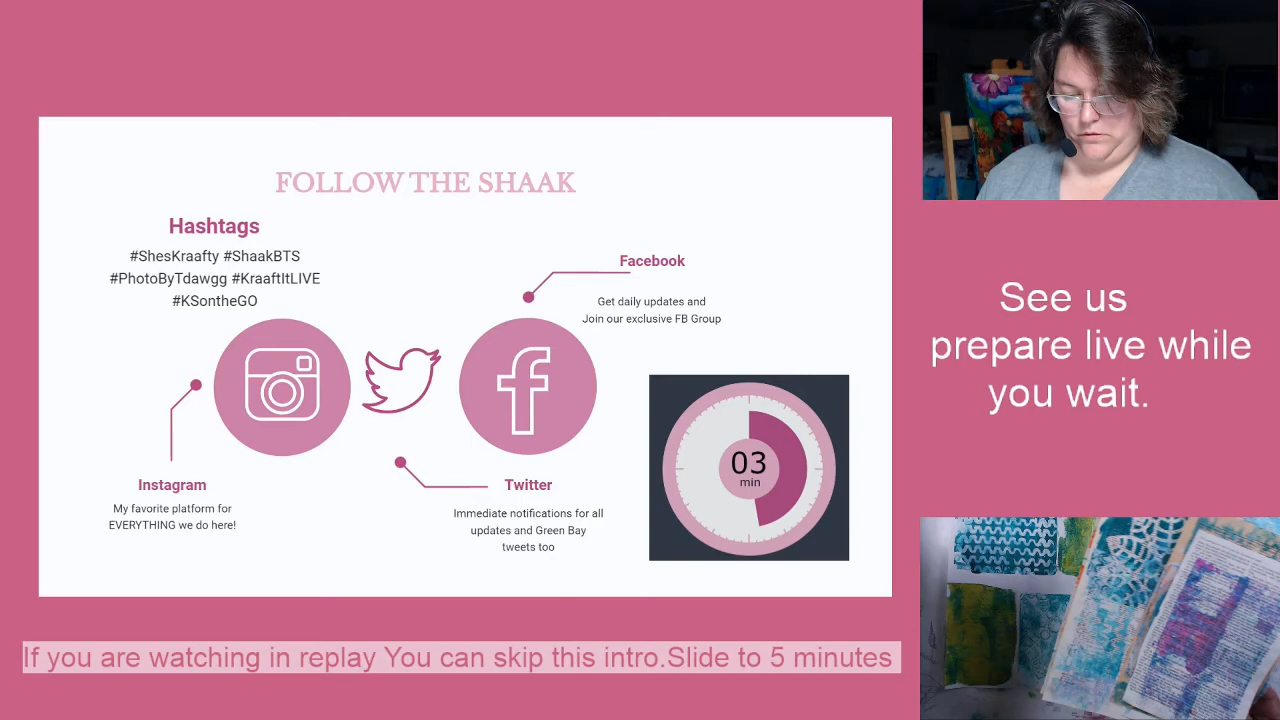 FOLLOW THE SHAAK
Hashtags
#ShesKraafty #ShaakBTS
#PhotoByTdawgg #KraaftItLIVE
#KSontheGO
Facebook
Get daily updates and
Join our exclusive FB Group
Instagram
My favorite platform for
EVERYTHING we do here!
Twitter
Immediate notifications for all
updates and Green Bay
tweets too
03
min
See us
prepare live while
you wait.
If you are watching in replay You can skip this intro.Slide to 5 minutes